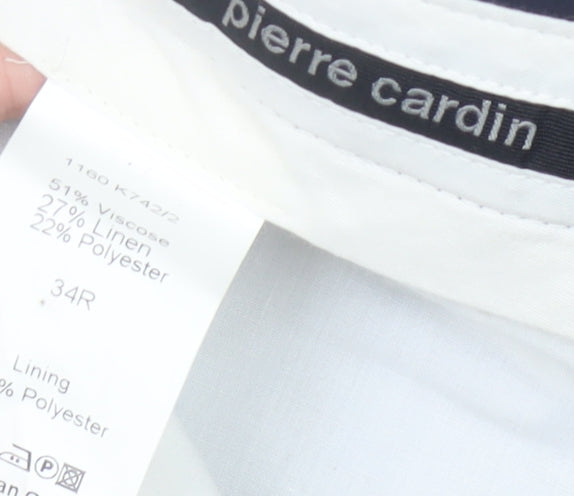 pierre cardin
1160 K742/2
51% Viscose
27% Linen
22% Polyester
34R
Lining
% Polyester
P